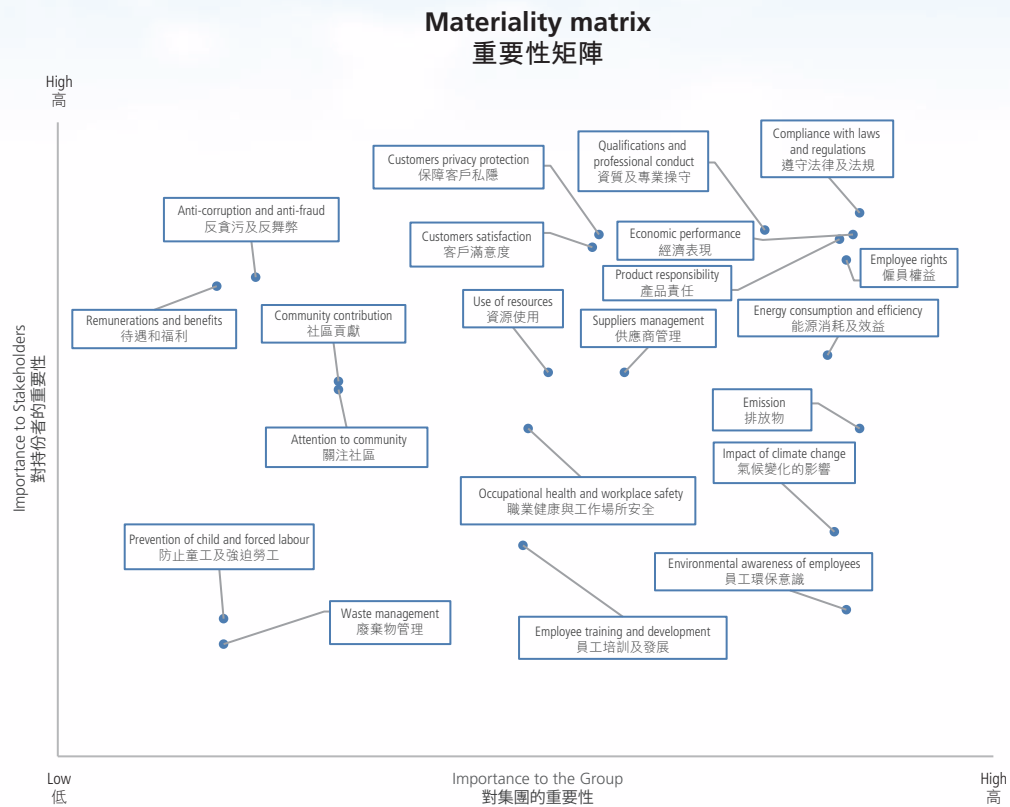 Materiality matrix
重要性矩陣
High
高
Compliance with laws
and regulations
遵守法律及法規
Qualifications and
professional conduct
資質及專業操守
Customers privacy protection
保障客戶私隱
Anti-corruption and anti-fraud
反貪污及反舞弊
Customers satisfaction
客戶滿意度
Economic performance
經濟表現
Employee rights
僱員權益
Product responsibility
產品責任
Use of resources
資源使用
Energy consumption and efficiency
能源消耗及效益
Remunerations and benefits
待遇和福利
Community contribution
社區貢獻
Suppliers management
供應商管理
Importance to Stakeholders
對持份者的重要性
Emission
排放物
Attention to community
關注社區
Impact of climate change
氣候變化的影響
Occupational health and workplace safety
職業健康與工作場所安全
Prevention of child and forced labour
防止童工及強迫勞工
Environmental awareness of employees
員工環保意識
Waste management
廢棄物管理
Employee training and development
員工培訓及發展
Low
低
Importance to the Group
對集團的重要性
High
高